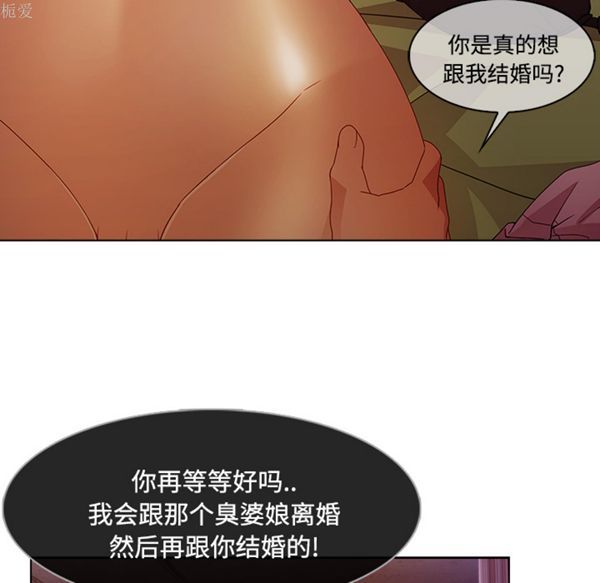 栀爱
你是真的想
跟我结婚吗?
你再等等好吗..
我会跟那个臭婆娘离婚
然后再跟你结婚的!